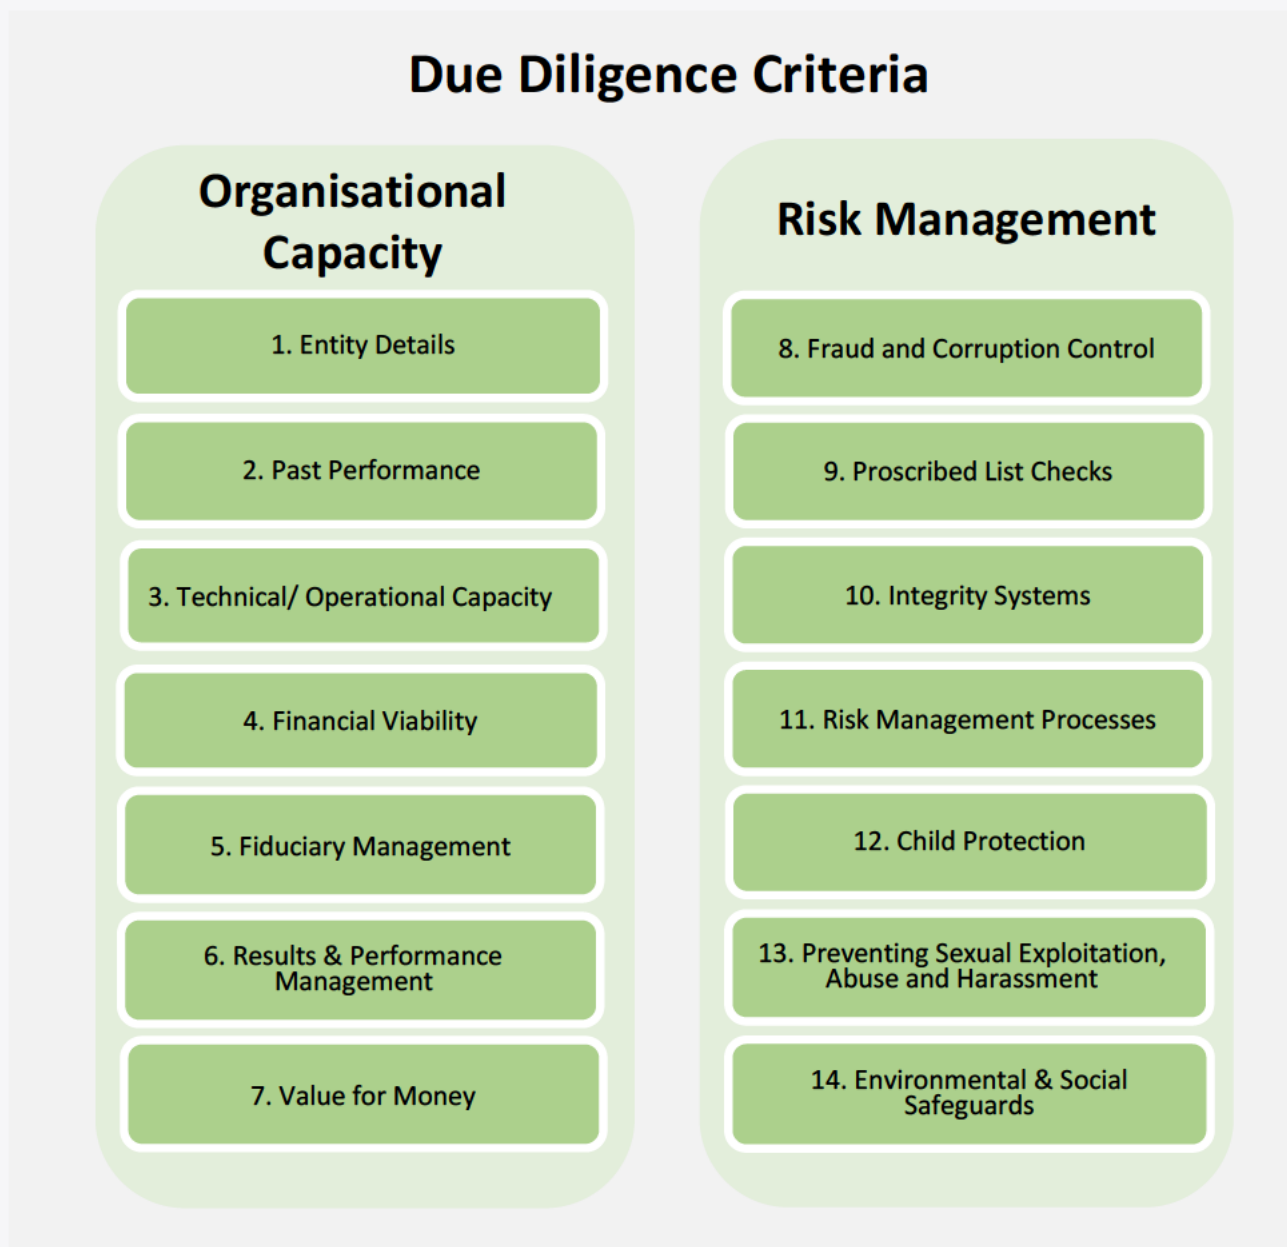 Due Diligence Criteria
Organisational
Capacity
1. Entity Details
2. Past Performance
3. Technical/ Operational Capacity
4. Financial Viability
5. Fiduciary Management
6. Results & Performance
Management
7. Value for Money
Risk Management
8. Fraud and Corruption Control
9. Proscribed List Checks
10. Integrity Systems
11. Risk Management Processes
12. Child Protection
13. Preventing Sexual Exploitation,
Abuse and Harassment
14. Environmental & Social
Safeguards